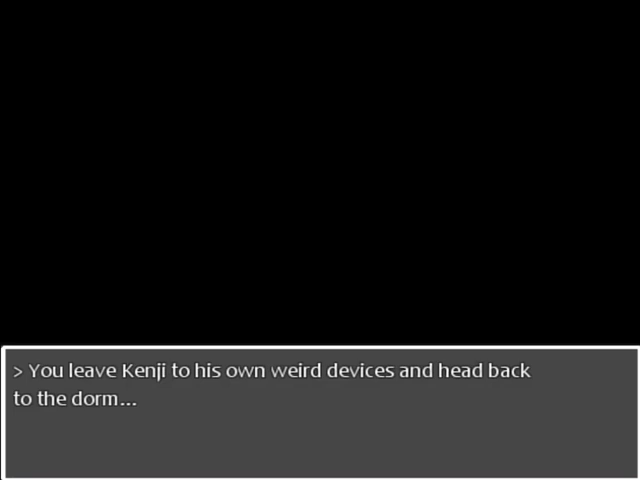 > You leave Kenji to his own weird devices and head back
to the dorm...